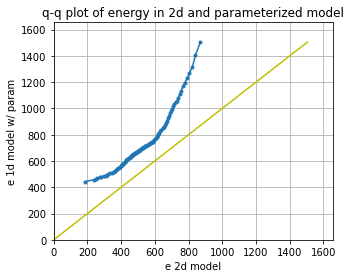 q-q plot of energy in 2d and parameterized model
1600
1400
1200
1000
800
600
400
200
0
e 1d model w/ param
0 200 400 600 800 1000 1200 1400 1600
e 2d model